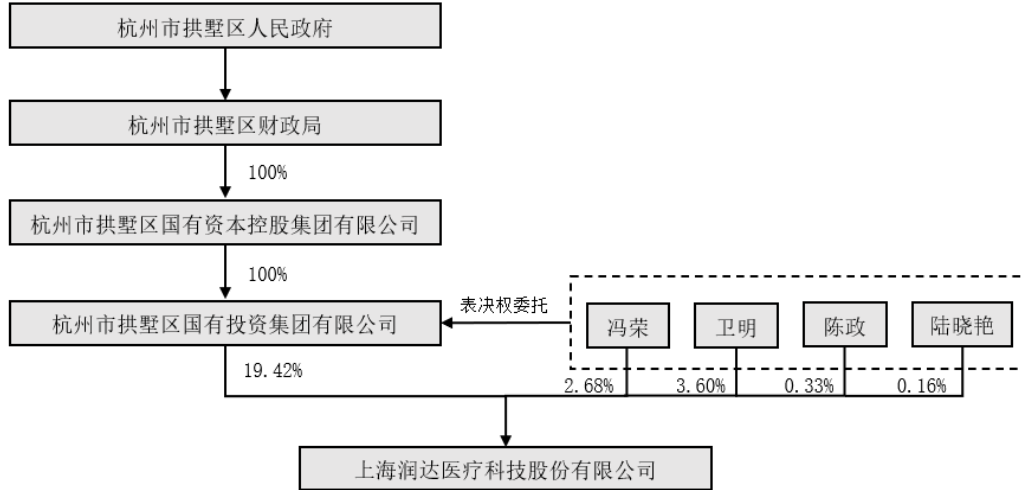 杭州市拱墅区人民政府
杭州市拱墅区财政局
100%
杭州市拱墅区国有资本控股集团有限公司
100%
杭州市拱墅区国有投资集团有限公司
表决权委托
冯荣
卫明
陈政
陆晓艳
19.42%
2.68%
3.60%
0.33%
0.16%
上海润达医疗科技股份有限公司